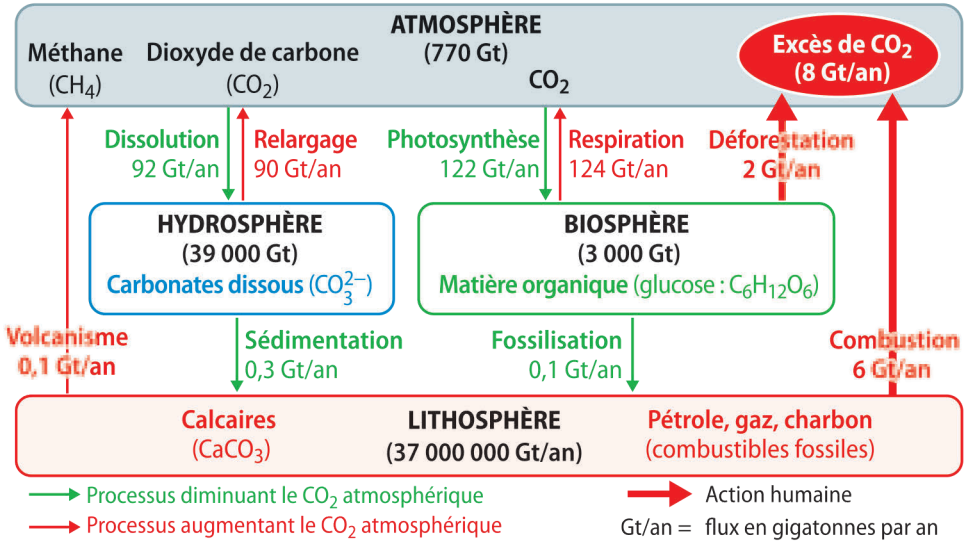 ATMOSPHÈRE
(770 Gt)
Méthane
(CH₄)
Dioxyde de carbone
(CO₂)
CO₂
Excès de CO₂
(8 Gt/an)
Dissolution
92 Gt/an
Relargage
90 Gt/an
Photosynthèse
122 Gt/an
Respiration
124 Gt/an
Déforestation
2 Gt/an
HYDROSPHÈRE
(39 000 Gt)
Carbonates dissous (CO₃²⁻)
BIOSPHÈRE
(3 000 Gt)
Matière organique (glucose : C₆H₁₂O₆)
Volcanisme
0,1 Gt/an
Sédimentation
0,3 Gt/an
Fossilisation
0,1 Gt/an
Combustion
6 Gt/an
Calcaires
(CaCO₃)
LITHOSPHÈRE
(37 000 000 Gt/an)
Pétrole, gaz, charbon
(combustibles fossiles)
Processus diminuant le CO₂ atmosphérique
Processus augmentant le CO₂ atmosphérique
Action humaine
Gt/an = flux en gigatonnes par an